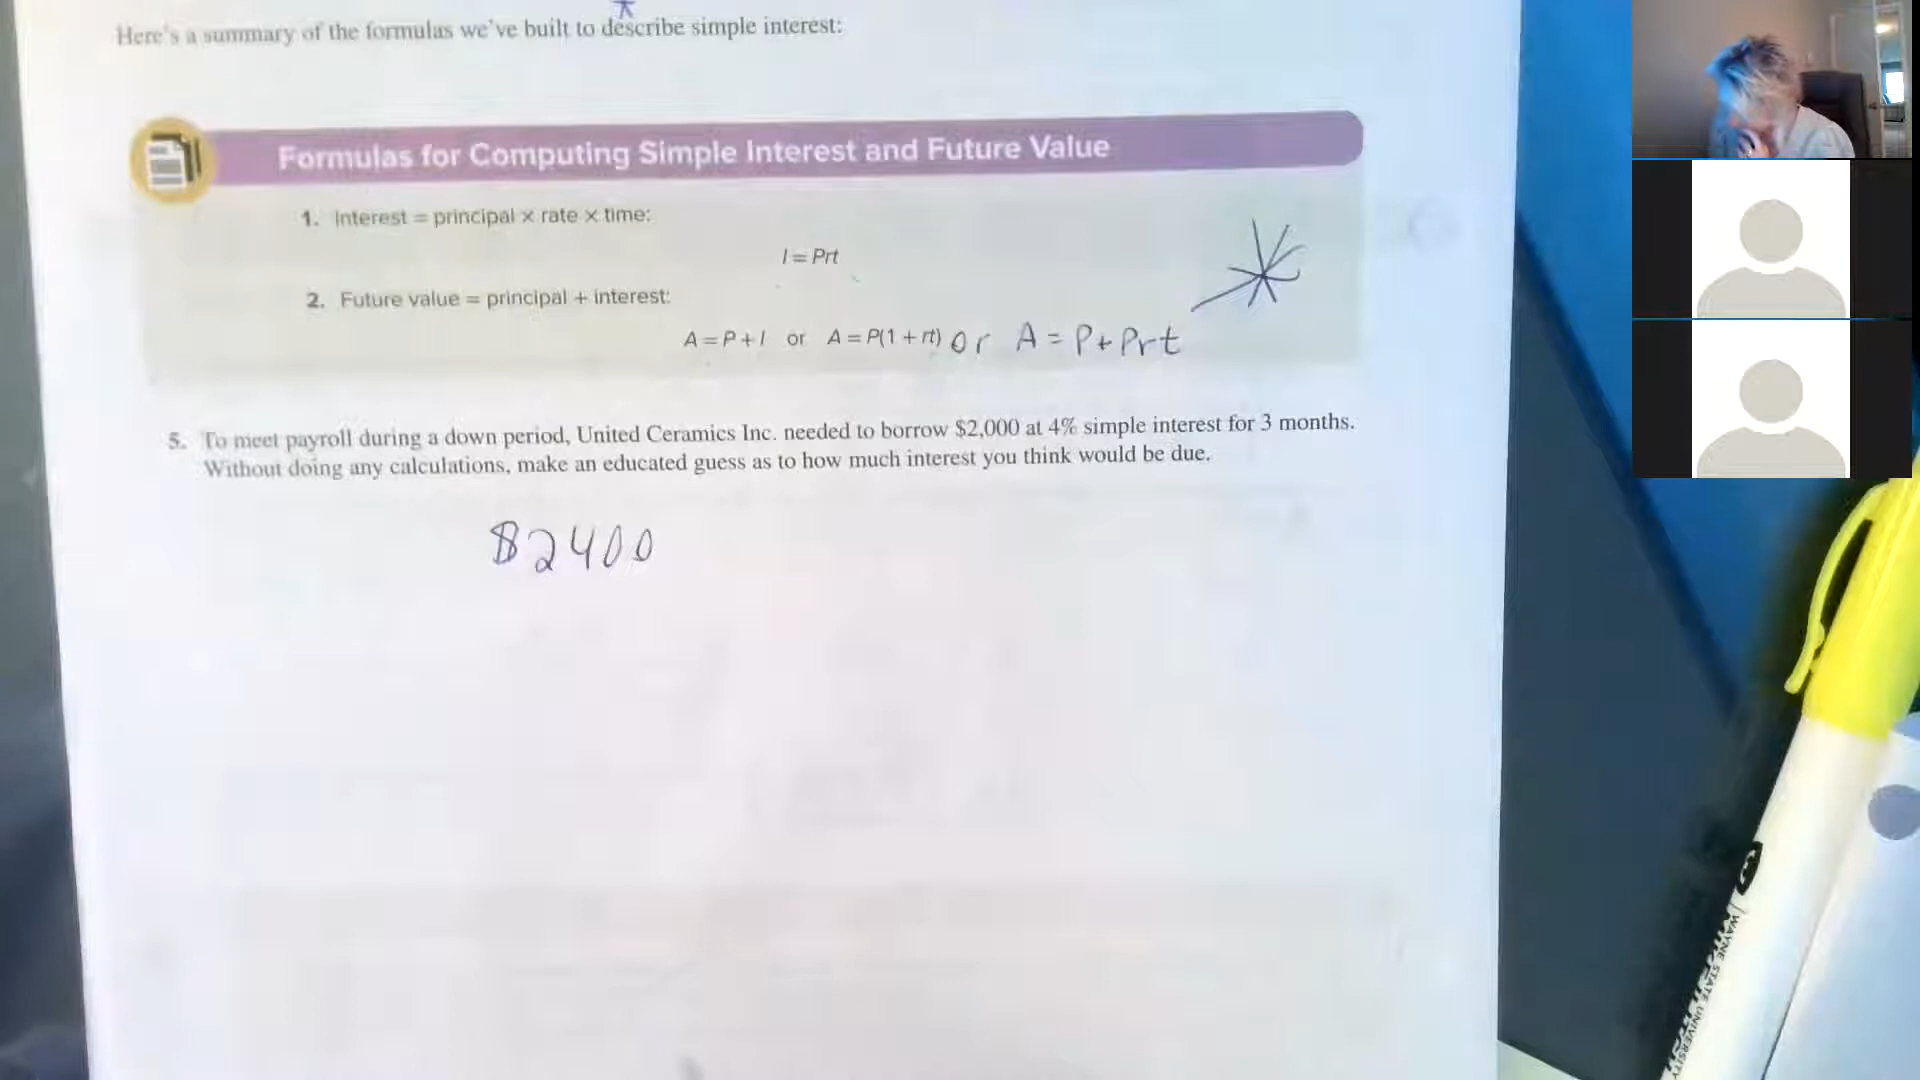 Here's a summary of the formulas we've built to describe simple interest:
Formulas for Computing Simple Interest and Future Value
1. Interest = principal × rate × time:
I = Prt
2. Future value = principal + interest:
A = P + I or A = P(1 + rt) or A = P + Prt
5. To meet payroll during a down period, United Ceramics Inc. needed to borrow $2,000 at 4% simple interest for 3 months.
Without doing any calculations, make an educated guess as to how much interest you think would be due.
$2400
WAYNE STATE UNIVERSITY